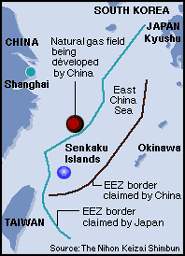 SOUTH KOREA
JAPAN
Kyushu
CHINA
Shanghai
Natural gas field
being
developed
by China
East
China
Sea
Senkaku
Islands
Okinawa
EEZ border
claimed by China
EEZ border
claimed by Japan
TAIWAN
Source: The Nihon Keizai Shimbun